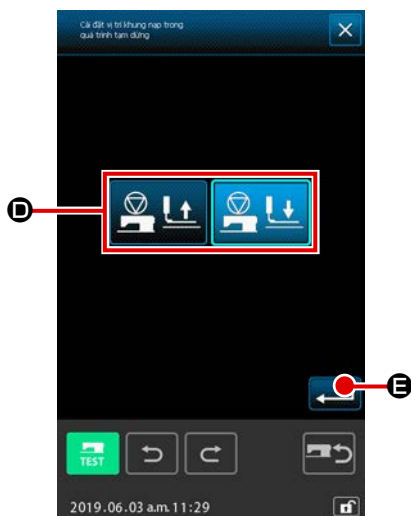 Cài đặt vị trí khung nạp trong
quá trình tạm dừng
D
E
TEST
2019.06.03 a.m. 11:29